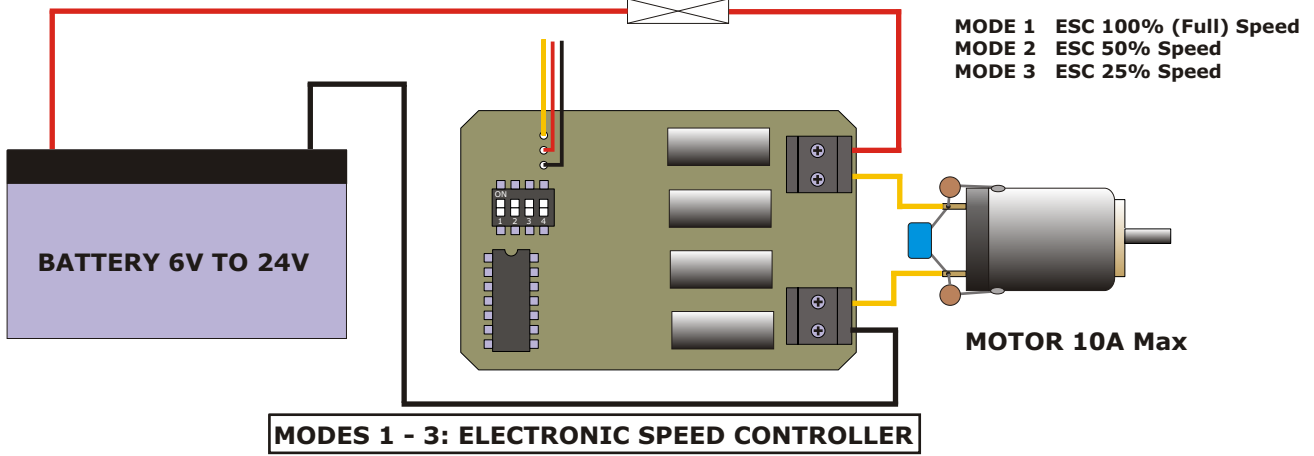 MODE 1 ESC 100% (Full) Speed
MODE 2 ESC 50% Speed
MODE 3 ESC 25% Speed
ON
1 2 3 4
BATTERY 6V TO 24V
MOTOR 10A Max
MODES 1 - 3: ELECTRONIC SPEED CONTROLLER